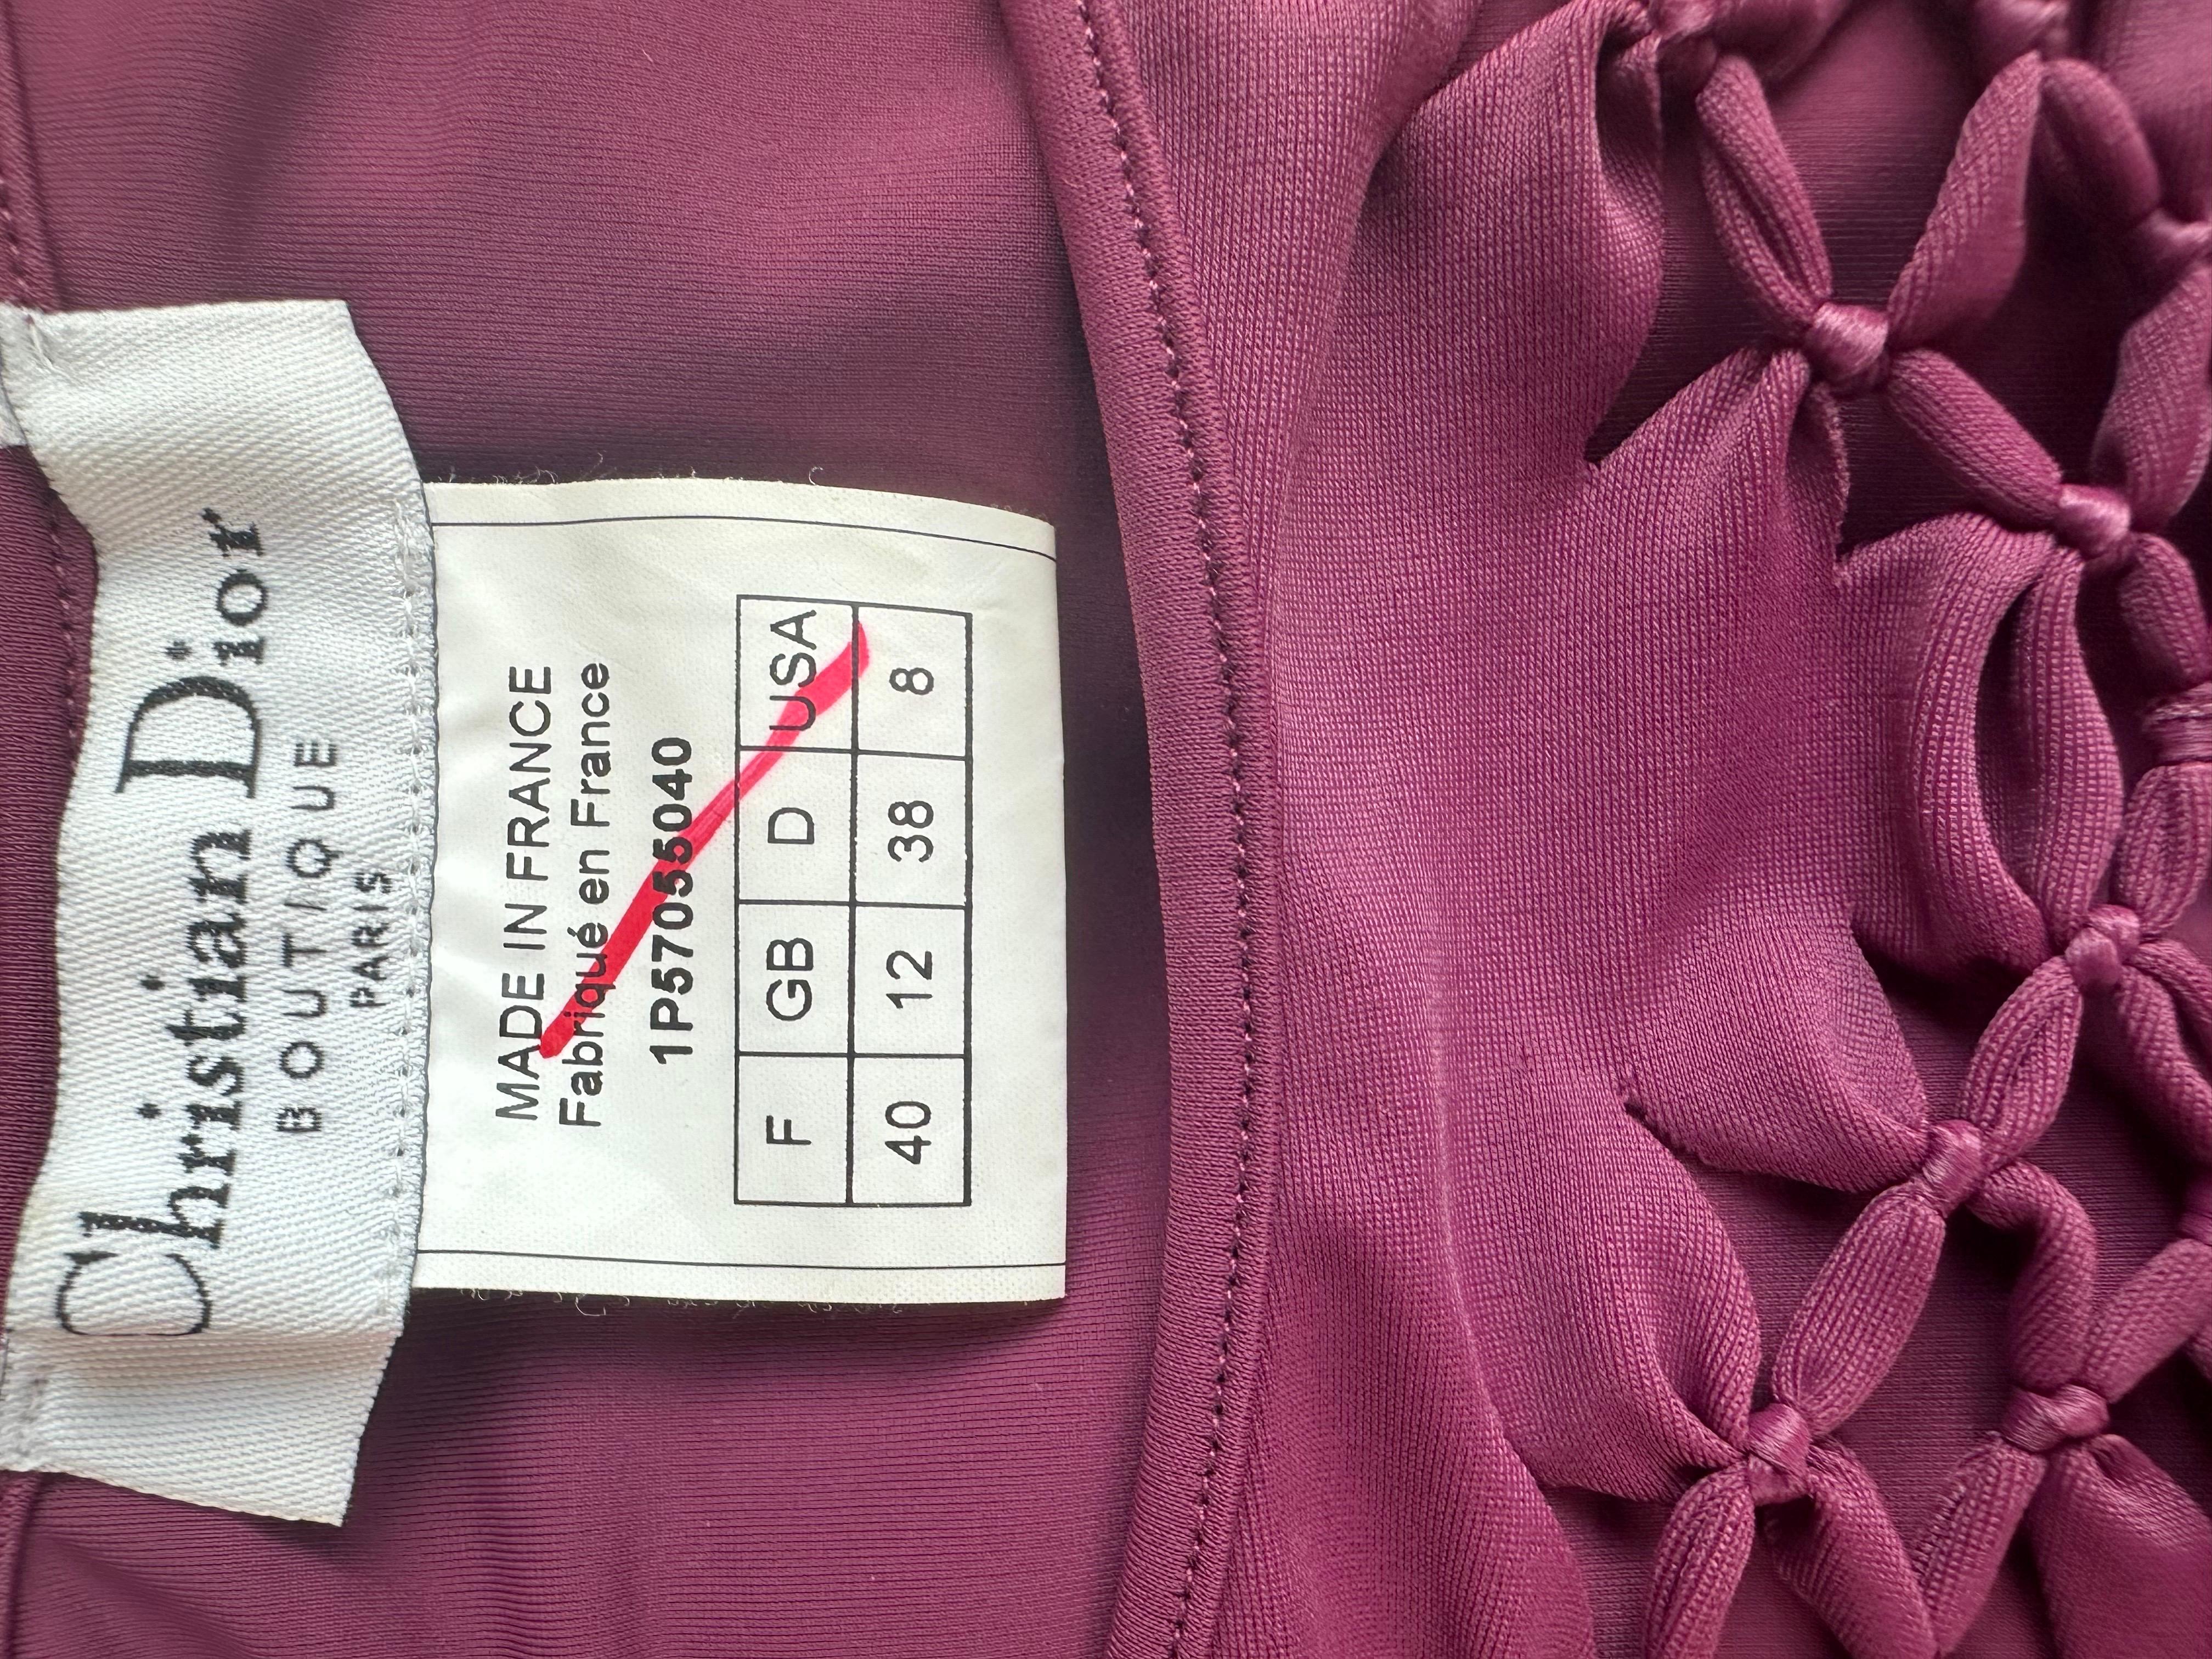 Christian Dior
BOUTIQUE
PARIS
MADE IN FRANCE
Fabriqué en France
1P57055040
F GB D USA
40 12 38 8